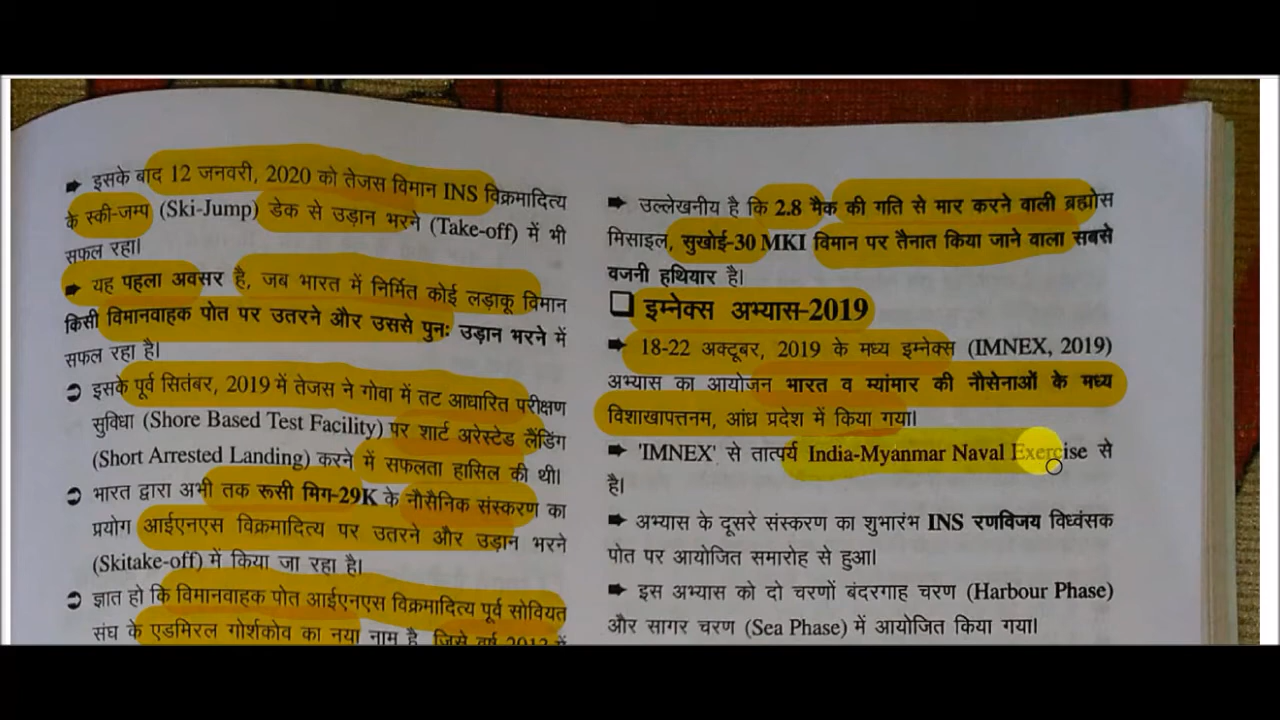 ➡ इसके बाद 12 जनवरी, 2020 को तेजस विमान INS विक्रमादित्य
के स्की-जम्प (Ski-Jump) डेक से उड़ान भरने (Take-off) में भी
सफल रहा।
➡ यह पहला अवसर है, जब भारत में निर्मित कोई लड़ाकू विमान
किसी विमानवाहक पोत पर उतरने और उससे पुनः उड़ान भरने में
सफल रहा है।
➲ इसके पूर्व सितंबर, 2019 में तेजस ने गोवा में तट आधारित परीक्षण
सुविधा (Shore Based Test Facility) पर शार्ट अरेस्टेड लैंडिंग
(Short Arrested Landing) करने में सफलता हासिल की थी।
➲ भारत द्वारा अभी तक रूसी मिग-29K के नौसैनिक संस्करण का
प्रयोग आईएनएस विक्रमादित्य पर उतरने और उड़ान भरने
(Skitake-off) में किया जा रहा है।
➲ ज्ञात हो कि विमानवाहक पोत आईएनएस विक्रमादित्य पूर्व सोवियत
संघ के एडमिरल गोर्शकोव का नया नाम है, जिसे वर्ष 2013 में
➡ उल्लेखनीय है कि 2.8 मैक की गति से मार करने वाली ब्रह्मोस
मिसाइल, सुखोई-30 MKI विमान पर तैनात किया जाने वाला सबसे
वजनी हथियार है।
❑ इम्नेक्स अभ्यास-2019
➡ 18-22 अक्टूबर, 2019 के मध्य इम्नेक्स (IMNEX, 2019)
अभ्यास का आयोजन भारत व म्यांमार की नौसेनाओं के मध्य
विशाखापत्तनम, आंध्र प्रदेश में किया गया।
➡ 'IMNEX' से तात्पर्य India-Myanmar Naval Exercise से
है।
➡ अभ्यास के दूसरे संस्करण का शुभारंभ INS रणविजय विध्वंसक
पोत पर आयोजित समारोह से हुआ।
➡ इस अभ्यास को दो चरणों बंदरगाह चरण (Harbour Phase)
और सागर चरण (Sea Phase) में आयोजित किया गया।